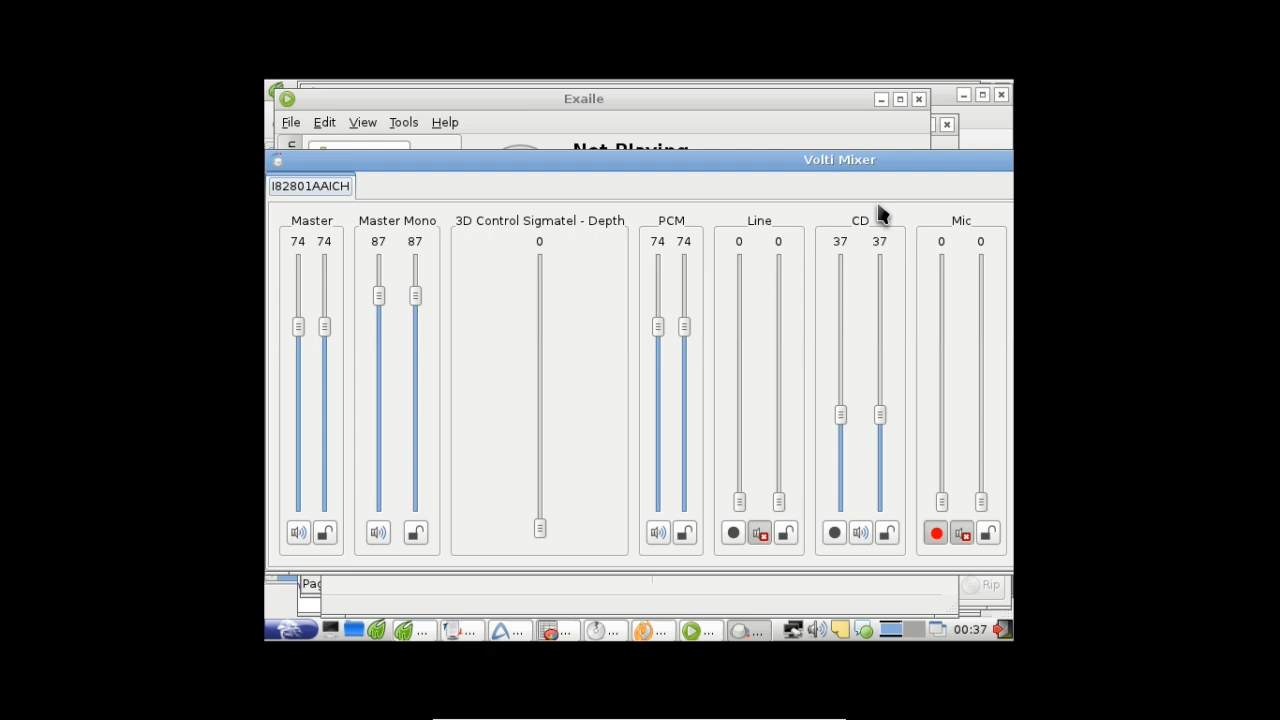 Exaile
File Edit View Tools Help
Volti Mixer
I82801AAICH
Master Master Mono 3D Control Sigmatel - Depth PCM Line CD Mic
74 74 87 87 0 74 74 0 0 37 37 0 0
Pag Rip
... ... ... ... ... ... ... ... 00:37